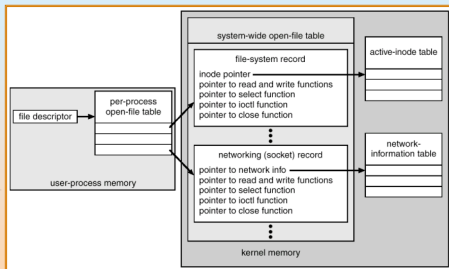 system-wide open-file table
file-system record
inode pointer
pointer to read and write functions
pointer to select function
pointer to ioctl function
pointer to close function
active-inode table
per-process
open-file table
file descriptor
user-process memory
networking (socket) record
pointer to network info
pointer to read and write functions
pointer to select function
pointer to ioctl function
pointer to close function
network-
information table
kernel memory